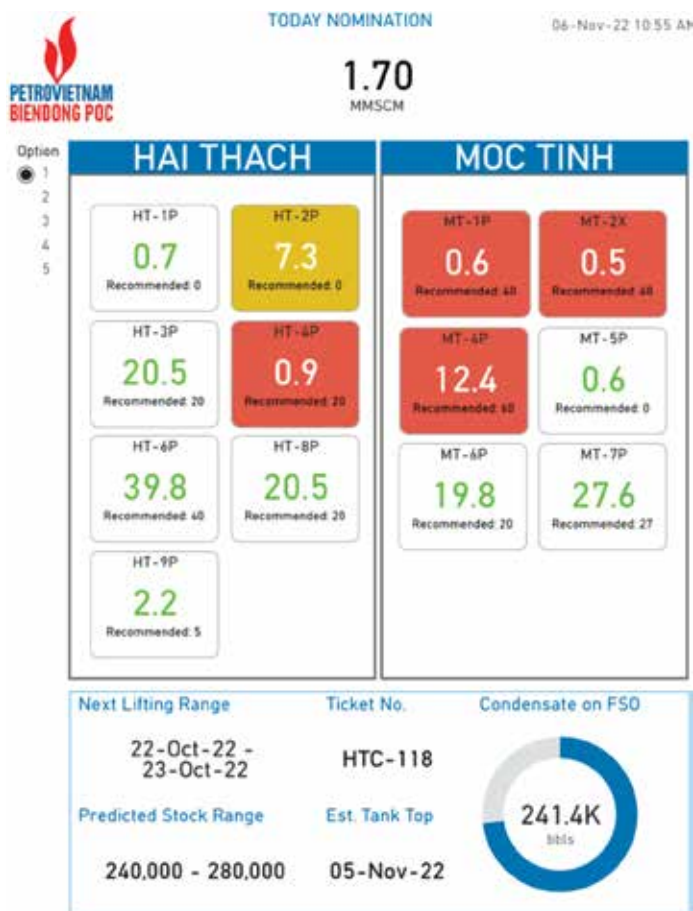 TODAY NOMINATION
06-Nov-22 10:55 AM
PETROVIETNAM
BIENDONG POC
1.70
MMSCM
Option
1
2
3
4
5
HAI THACH
HT-1P
0.7
Recommended: 0
HT-2P
7.3
Recommended: 0
HT-3P
20.5
Recommended: 20
HT-4P
0.9
Recommended: 20
HT-6P
39.8
Recommended: 40
HT-8P
20.5
Recommended: 20
HT-9P
2.2
Recommended: 5
MOC TINH
MT-1P
0.6
Recommended: 60
MT-2X
0.5
Recommended: 60
MT-4P
12.4
Recommended: 60
MT-5P
0.6
Recommended: 0
MT-6P
19.8
Recommended: 20
MT-7P
27.6
Recommended: 27
Next Lifting Range
22-Oct-22 -
23-Oct-22
Ticket No.
HTC-118
Condensate on FSO
241.4K
bbls
Predicted Stock Range
240,000 - 280,000
Est. Tank Top
05-Nov-22